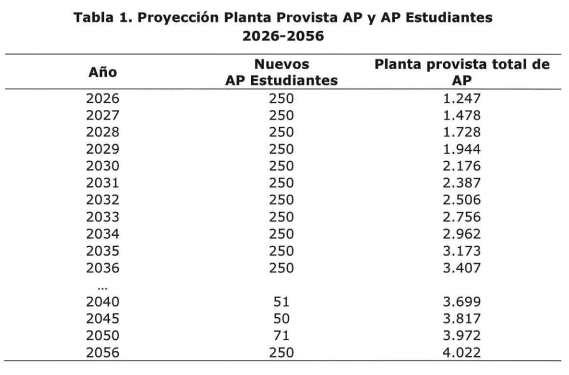 Tabla 1. Proyección Planta Provista AP y AP Estudiantes
2026-2056
Año Nuevos AP Estudiantes Planta provista total de AP
2026 250 1.247
2027 250 1.478
2028 250 1.728
2029 250 1.944
2030 250 2.176
2031 250 2.387
2032 250 2.506
2033 250 2.756
2034 250 2.962
2035 250 3.173
2036 250 3.407
...
2040 51 3.699
2045 50 3.817
2050 71 3.972
2056 250 4.022